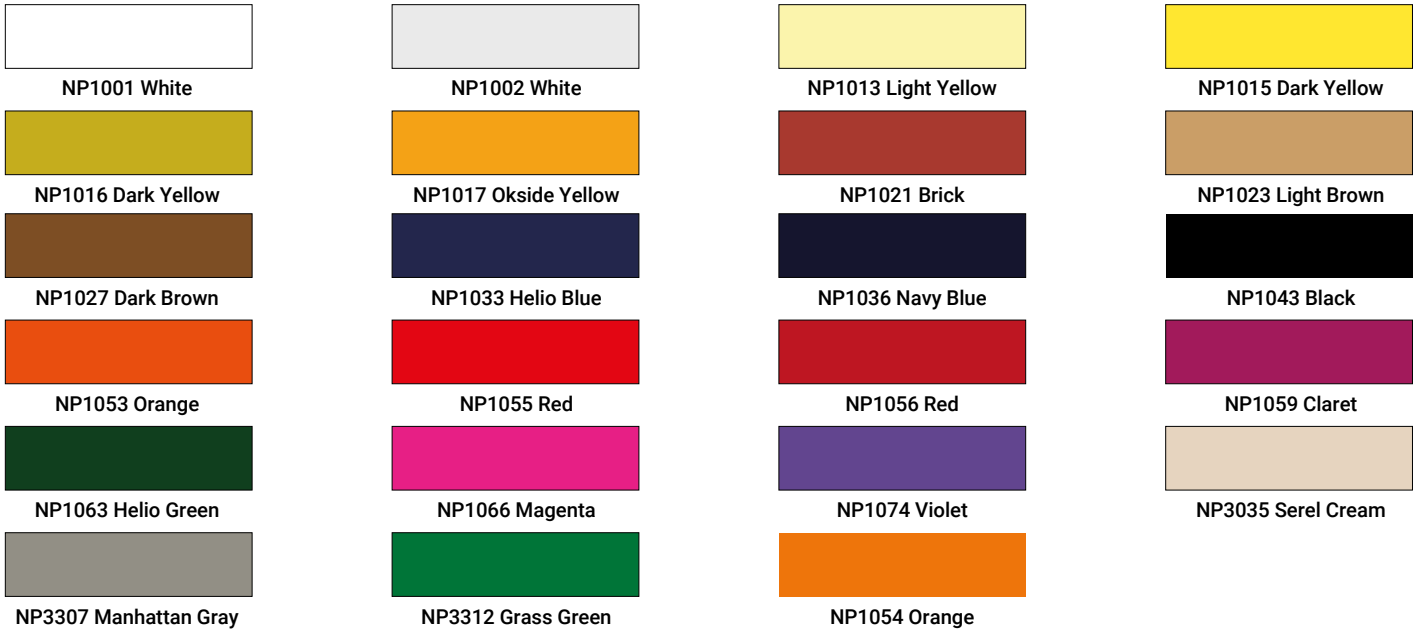 NP1001 White
NP1002 White
NP1013 Light Yellow
NP1015 Dark Yellow
NP1016 Dark Yellow
NP1017 Okside Yellow
NP1021 Brick
NP1023 Light Brown
NP1027 Dark Brown
NP1033 Helio Blue
NP1036 Navy Blue
NP1043 Black
NP1053 Orange
NP1055 Red
NP1056 Red
NP1059 Claret
NP1063 Helio Green
NP1066 Magenta
NP1074 Violet
NP3035 Serel Cream
NP3307 Manhattan Gray
NP3312 Grass Green
NP1054 Orange